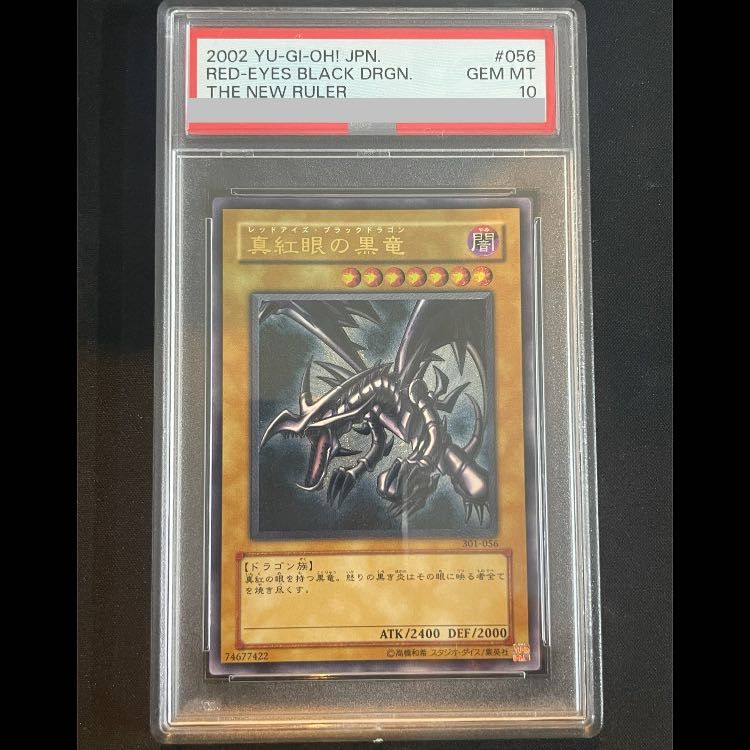 2002 YU-GI-OH! JPN. #056
RED-EYES BLACK DRGN. GEM MT
THE NEW RULER 10
レッドアイズ・ブラックドラゴン
真紅眼の黒竜
やみ
闇
301-056
【ドラゴン族】
真紅の眼を持つ黒竜。怒りの黒き炎はその眼に映る者全て
を焼き尽くす。
ATK/2400 DEF/2000
74677422 ©高橋和希 スタジオ・ダイス/集英社